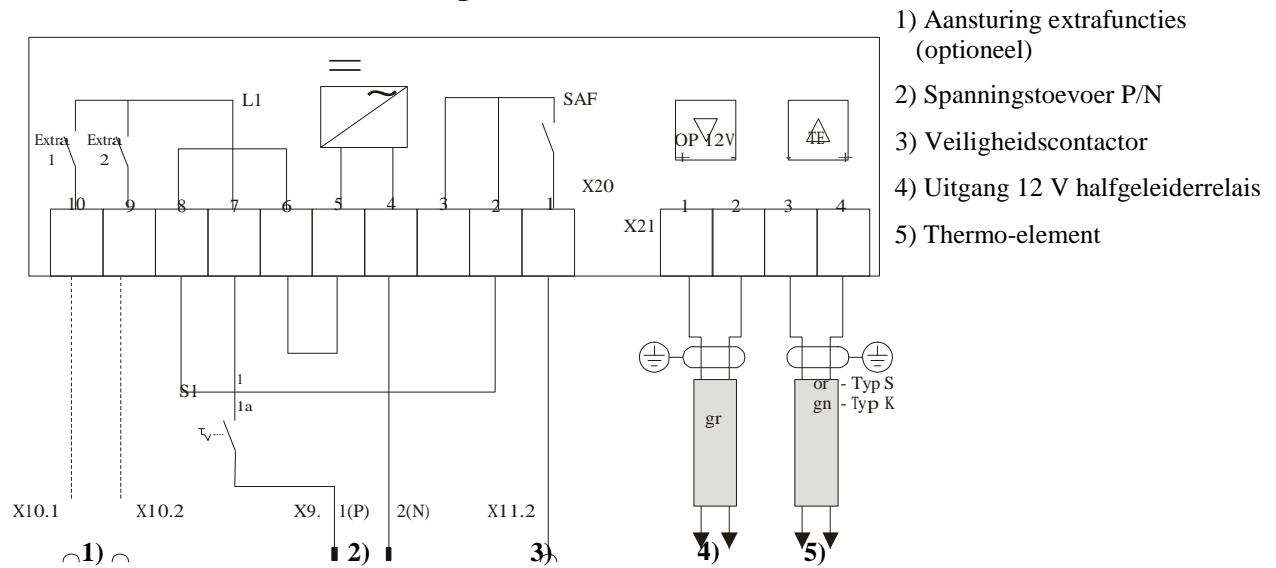 1) Aansturing extrafuncties
(optioneel)
2) Spanningstoevoer P/N
3) Veiligheidscontactor
4) Uitgang 12 V halfgeleiderrelais
5) Thermo-element
L1
SAF
Extra 1
Extra 2
OP 12V
+ -
TE
- +
X20
10 9 8 7 6 5 4 3 2 1
X21
1 2 3 4
S1
1
1a
or - Typ S
gn - Typ K
gr
X10.1
X10.2
X9. 1(P) 2(N)
X11.2
1) 2) 3) 4) 5)